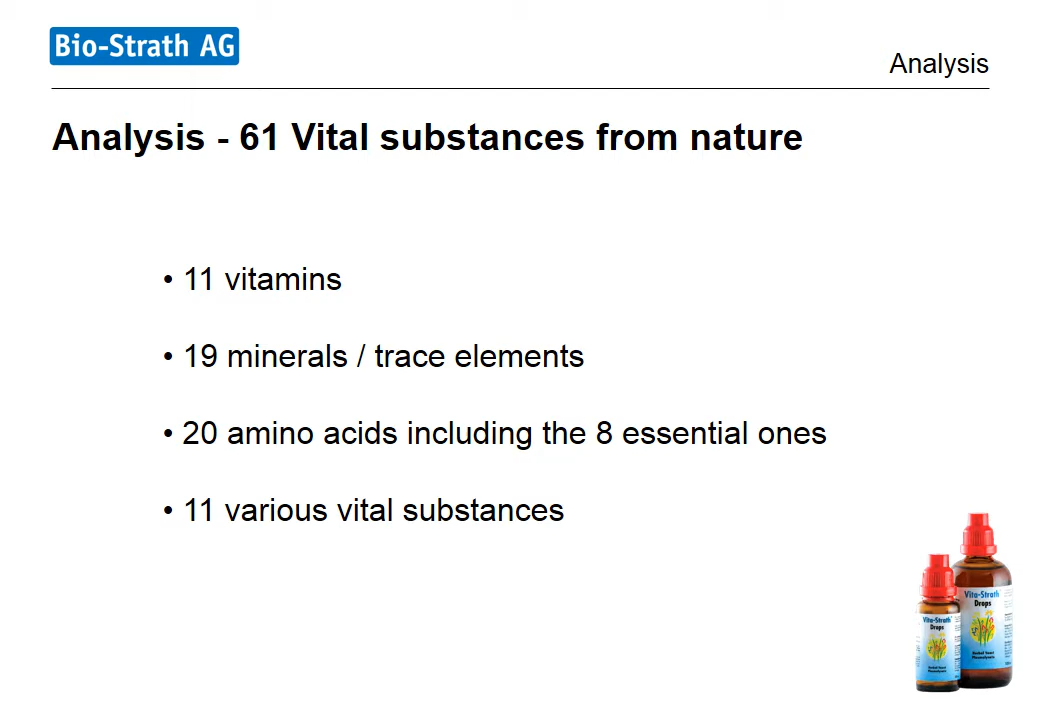 Bio-Strath AG
Analysis
Analysis - 61 Vital substances from nature
• 11 vitamins
• 19 minerals / trace elements
• 20 amino acids including the 8 essential ones
• 11 various vital substances
Vita-Strath
Drops
Vita-Strath
Drops